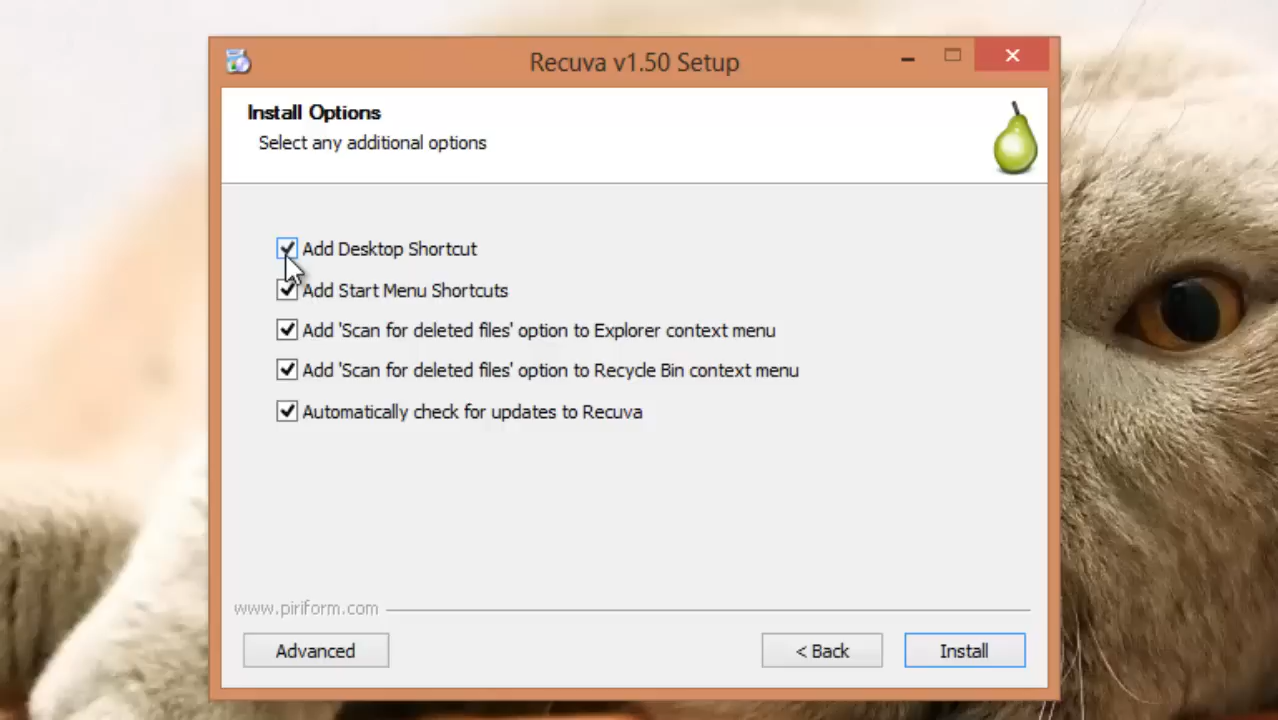 Recuva v1.50 Setup
Install Options
Select any additional options
Add Desktop Shortcut
Add Start Menu Shortcuts
Add 'Scan for deleted files' option to Explorer context menu
Add 'Scan for deleted files' option to Recycle Bin context menu
Automatically check for updates to Recuva
www.piriform.com
Advanced
< Back
Install